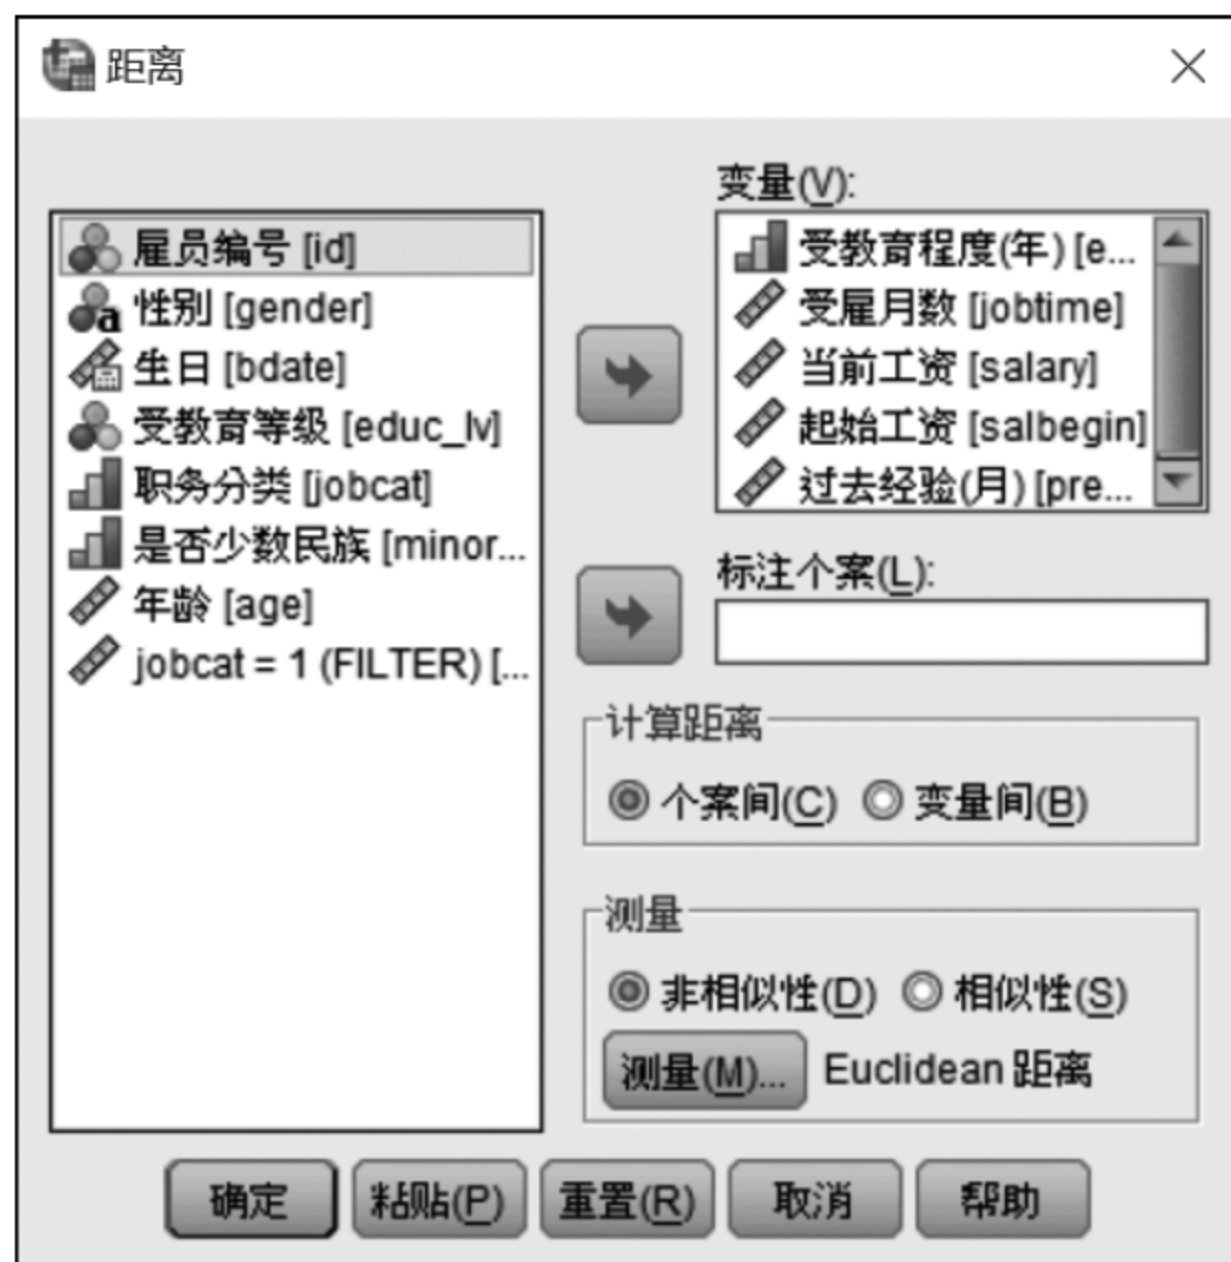 距离
雇员编号 [id]
性别 [gender]
生日 [bdate]
受教育等级 [educ_lv]
职务分类 [jobcat]
是否少数民族 [minor...
年龄 [age]
jobcat = 1 (FILTER) [...
变量(V):
受教育程度(年) [e...
受雇月数 [jobtime]
当前工资 [salary]
起始工资 [salbegin]
过去经验(月) [pre...
标注个案(L):
计算距离
个案间(C) 变量间(B)
测量
非相似性(D) 相似性(S)
测量(M)... Euclidean 距离
确定 粘贴(P) 重置(R) 取消 帮助